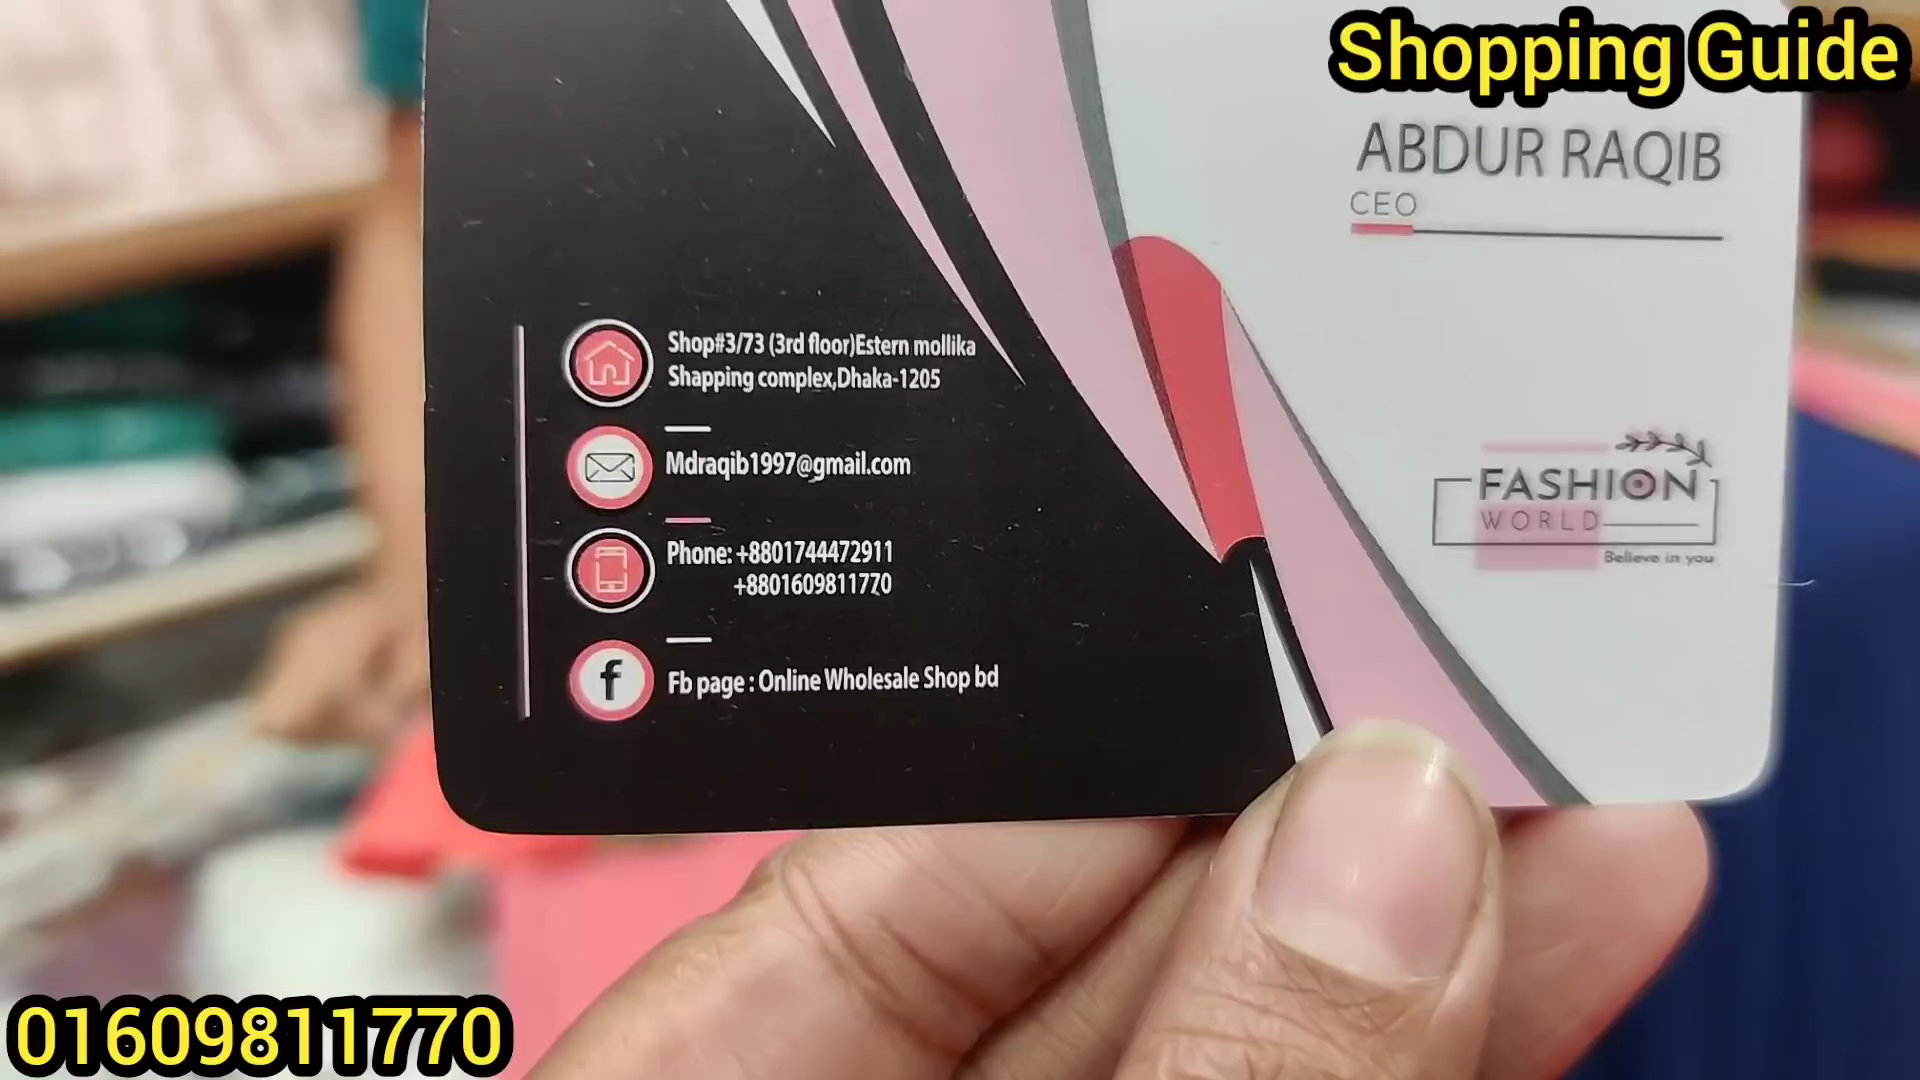 Shopping Guide
ABDUR RAQIB
CEO
Shop#3/73 (3rd floor)Estern mollika
Shapping complex,Dhaka-1205
Mdraqib1997@gmail.com
Phone: +8801744472911
+8801609811770
f
Fb page : Online Wholesale Shop bd
FASHION
WORLD
Believe in you
01609811770